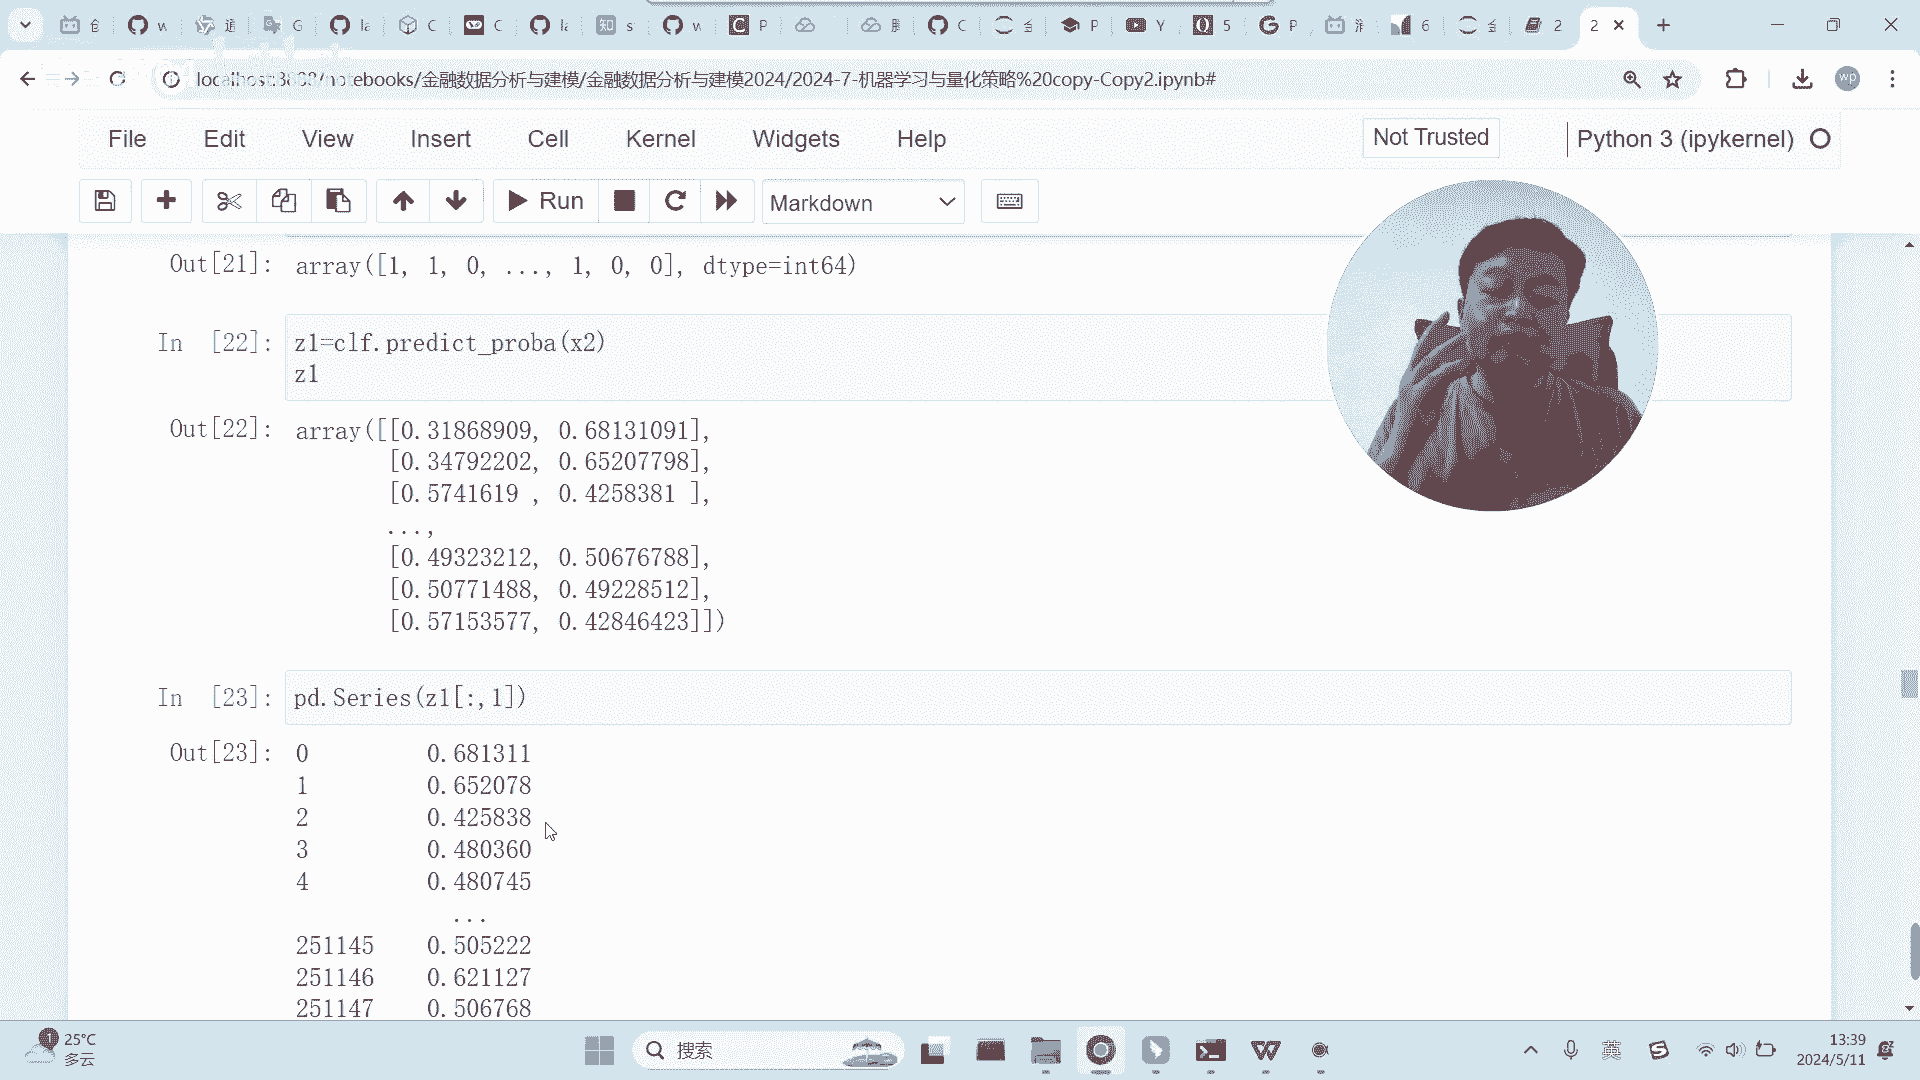 localhost:8888/notebooks/金融数据分析与建模/金融数据分析与建模2024/2024-7-机器学习与量化策略%20copy-Copy2.ipynb#
wp
File Edit View Insert Cell Kernel Widgets Help
Not Trusted
Python 3 (ipykernel)
Run
Markdown
Out[21]: array([1, 1, 0, ..., 1, 0, 0], dtype=int64)
In [22]: z1=clf.predict_proba(x2)
z1
Out[22]: array([[0.31868909, 0.68131091],
[0.34792202, 0.65207798],
[0.5741619 , 0.4258381 ],
...,
[0.49323212, 0.50676788],
[0.50771488, 0.49228512],
[0.57153577, 0.42846423]])
In [23]: pd.Series(z1[:,1])
Out[23]: 0 0.681311
1 0.652078
2 0.425838
3 0.480360
4 0.480745
...
251145 0.505222
251146 0.621127
251147 0.506768
1
25°C
多云
搜索
英
13:39
2024/5/11